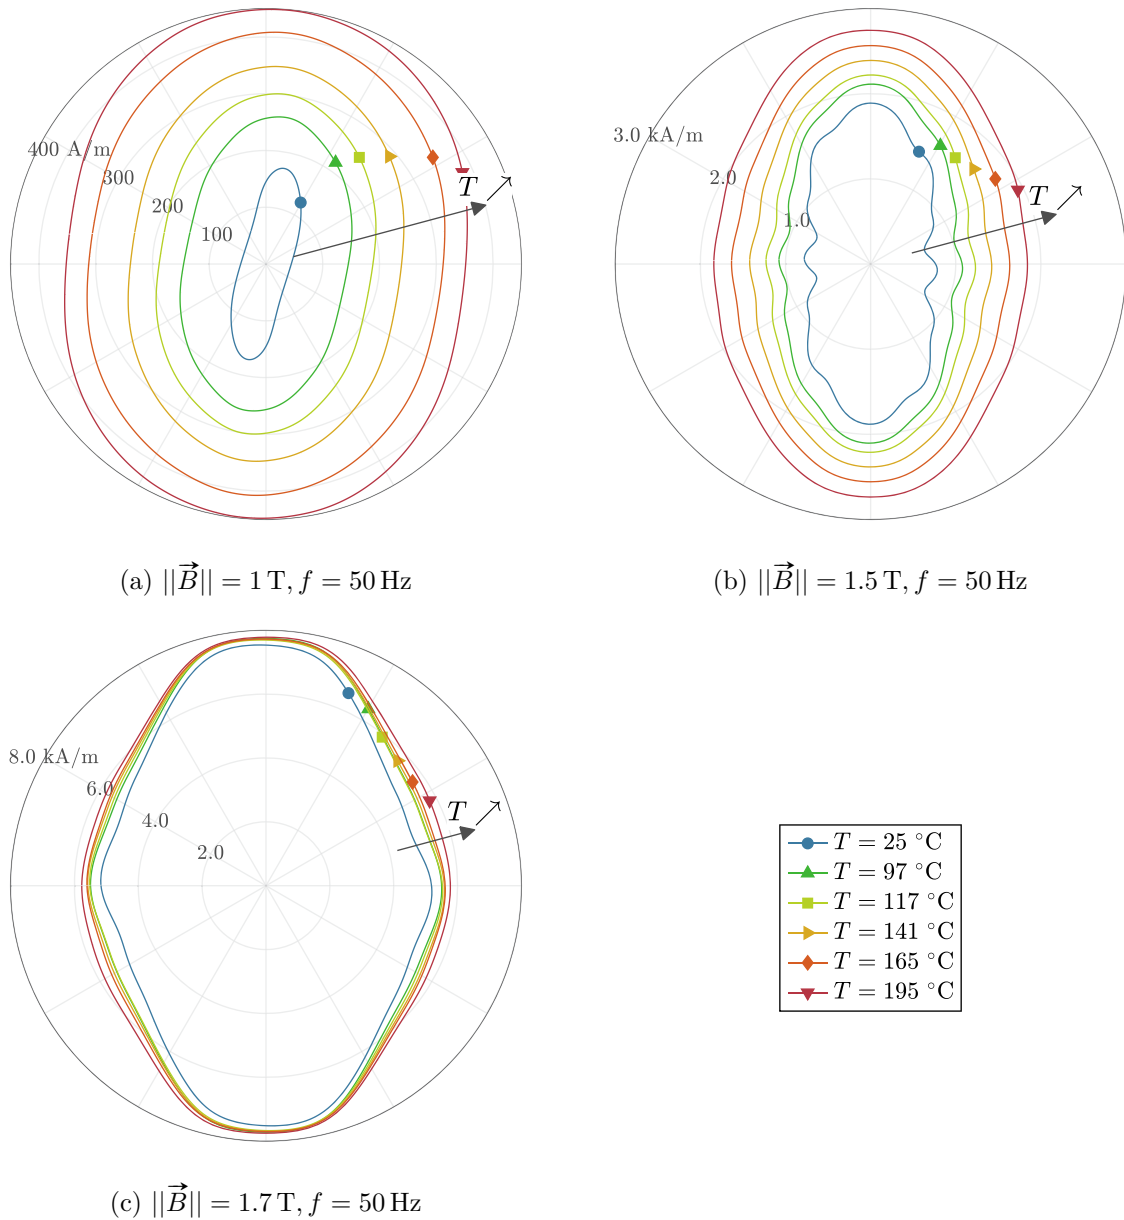 400 A/m
300
200
100
T ↗
(a) ||B⃗|| = 1 T, f = 50 Hz
3.0 kA/m
2.0
1.0
T ↗
(b) ||B⃗|| = 1.5 T, f = 50 Hz
8.0 kA/m
6.0
4.0
2.0
T ↗
(c) ||B⃗|| = 1.7 T, f = 50 Hz
T = 25 °C
T = 97 °C
T = 117 °C
T = 141 °C
T = 165 °C
T = 195 °C